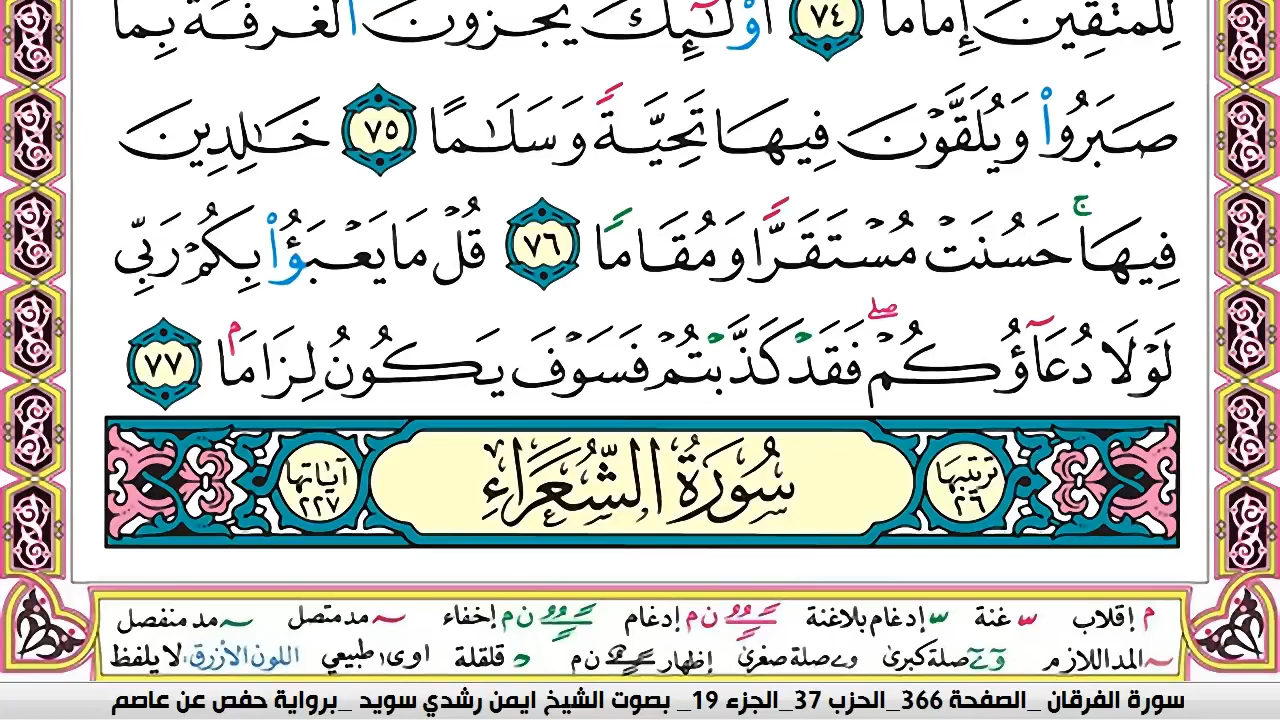 لِلْمُتَّقِينَ إِمَامًا ٧٤ أُو۟لَٰٓئِكَ يُجْزَوْنَ ٱلْغُرْفَةَ بِمَا
صَبَرُوا۟ وَيُلَقَّوْنَ فِيهَا تَحِيَّةً وَسَلَٰمًا ٧٥ خَٰلِدِينَ
فِيهَاۚ حَسُنَتْ مُسْتَقَرًّا وَمُقَامًا ٧٦ قُلْ مَا يَعْبَؤُا۟ بِكُمْ رَبِّى
لَوْلَا دُعَآؤُكُمْۖ فَقَدْ كَذَّبْتُمْ فَسَوْفَ يَكُونُ لِزَامًۢا ٧٧
ترتيبها ٢٦ سُورَةُ الشُّعَرَاءِ آياتها ٢٢٧
م إقلاب غنة إدغام بلاغنة ن م إدغام ن م إخفاء مد متصل مد منفصل
المد اللازم صلة كبرى صلة صغرى إظهار ن م قلقلة اوى طبيعي اللون الأزرق: لا يلفظ
سورة الفرقان _الصفحة 366_الحزب 37_الجزء 19_ بصوت الشيخ ايمن رشدي سويد _برواية حفص عن عاصم